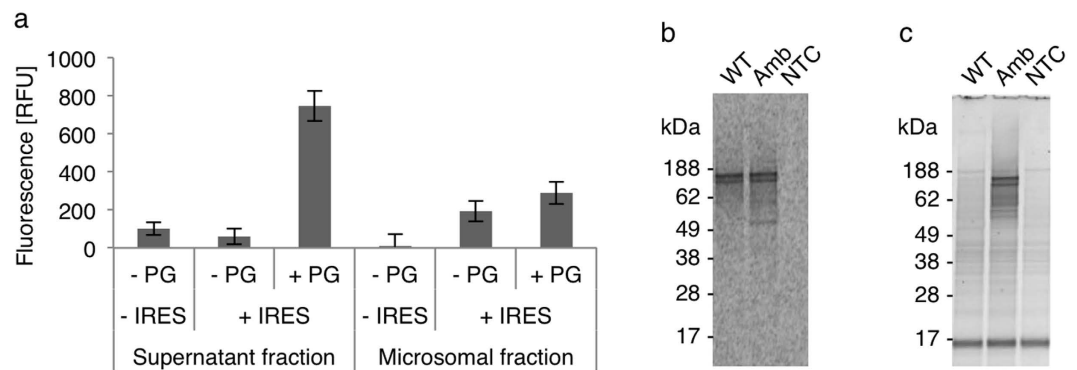 a
Fluorescence [RFU]
1000
800
600
400
200
0
- PG - PG + PG - PG - PG + PG
- IRES + IRES - IRES + IRES
Supernatant fraction Microsomal fraction
b
WT Amb NTC
kDa
188
62
49
38
28
17
c
WT Amb NTC
kDa
188
62
49
38
28
17